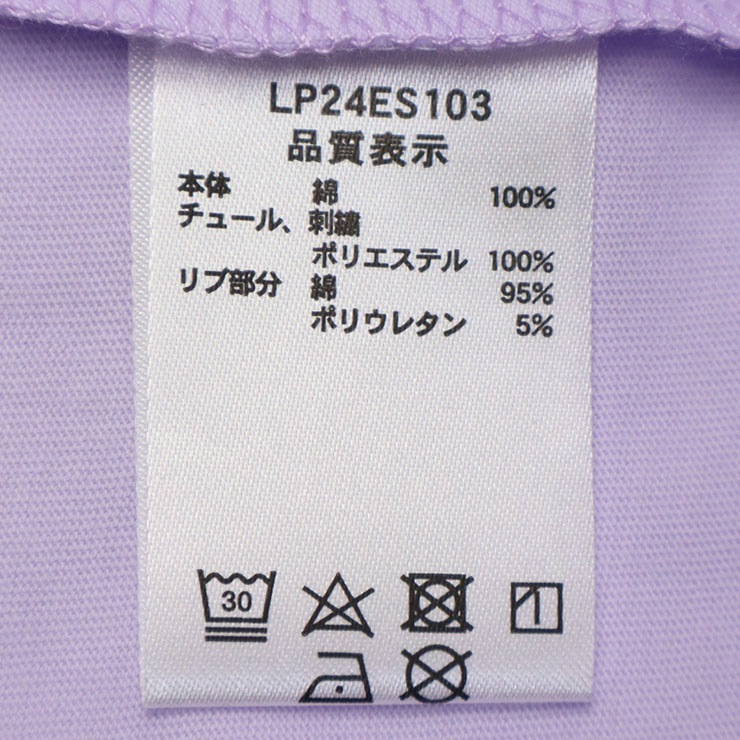 LP24ES103
品質表示
本体 綿 100%
チュール、刺繍
ポリエステル 100%
リブ部分 綿 95%
ポリウレタン 5%
30